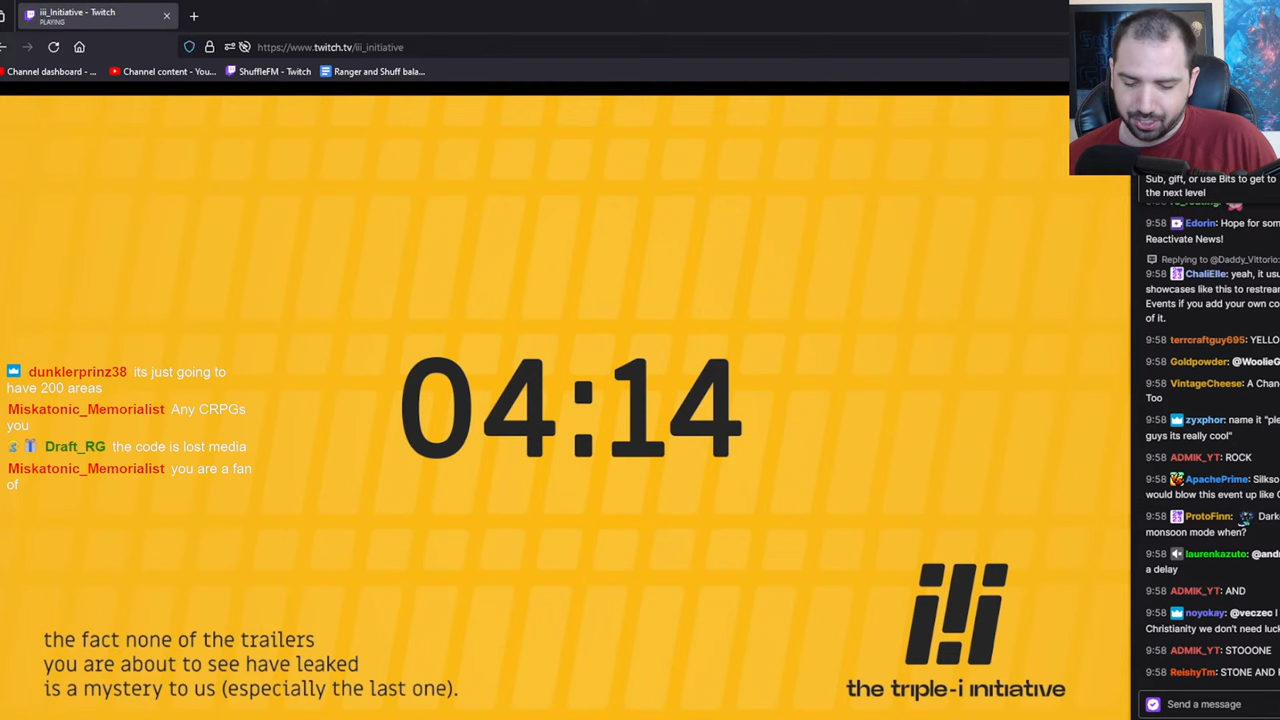 iii_Initiative - Twitch
PLAYING
https://www.twitch.tv/iii_initiative
Channel dashboard - ...
Channel content - You...
ShuffleFM - Twitch
Ranger and Shuff bala...
04:14
dunklerprinz38 its just going to
have 200 areas
Miskatonic_Memorialist Any CRPGs
you
Draft_RG the code is lost media
Miskatonic_Memorialist you are a fan
of
the fact none of the trailers
you are about to see have leaked
is a mystery to us (especially the last one).
the triple-i initiative
Sub, gift, or use Bits to get to
the next level
9:58 Edorin: Hope for som
Reactivate News!
Replying to @Daddy_Vittorio:
9:58 ChaliElle: yeah, it usu
showcases like this to restream
Events if you add your own co
of it.
9:58 terrcraftguy695: YELLO
9:58 Goldpowder: @WoolieG
9:58 VintageCheese: A Chan
Too
9:58 zyxphor: name it "ple
guys its really cool"
9:58 ADMIK_YT: ROCK
9:58 ApachePrime: Silkso
would blow this event up like
9:58 ProtoFinn: Dark
monsoon mode when?
9:58 laurenkazuto: @andr
a delay
9:58 ADMIK_YT: AND
9:58 noyokay: @veczec I
Christianity we don't need luck
9:58 ADMIK_YT: STOOONE
9:58 ReishyTm: STONE AND
Send a message